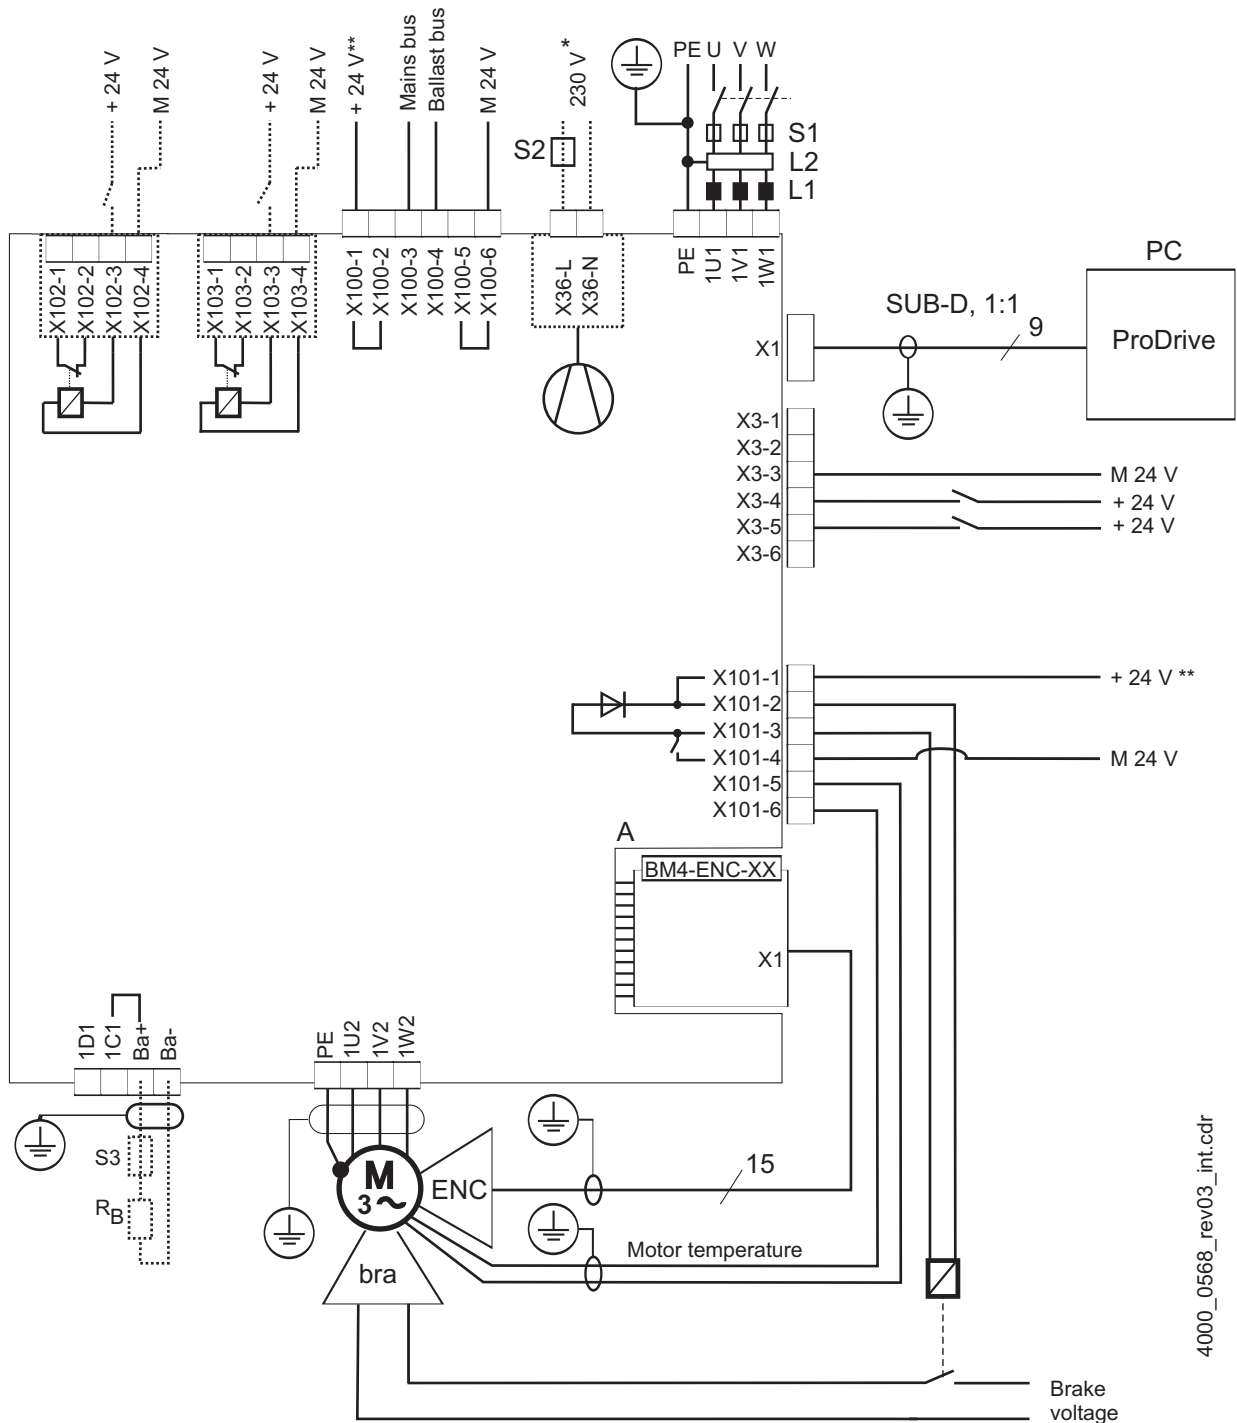 + 24 V
M 24 V
+ 24 V
M 24 V
+ 24 V**
Mains bus
Ballast bus
M 24 V
230 V *
PE U V W
S2
S1
L2
L1
X102-1
X102-2
X102-3
X102-4
X103-1
X103-2
X103-3
X103-4
X100-1
X100-2
X100-3
X100-4
X100-5
X100-6
X36-L
X36-N
PE
1U1
1V1
1W1
PC
SUB-D, 1:1
9
ProDrive
X1
X3-1
X3-2
X3-3
M 24 V
X3-4
+ 24 V
X3-5
+ 24 V
X3-6
X101-1
+ 24 V **
X101-2
X101-3
X101-4
M 24 V
X101-5
X101-6
A
BM4-ENC-XX
X1
1D1
1C1
Ba+
Ba-
PE
1U2
1V2
1W2
S3
RB
M
3 ~
ENC
15
Motor temperature
bra
Brake
voltage
4000_0568_rev03_int.cdr